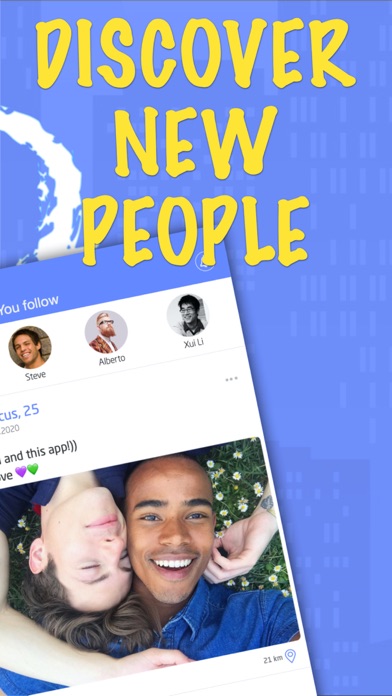 DISCOVER
NEW
PEOPLE
You follow
Steve
Alberto
Xui Li
cus, 25
2020
and this app!))
ve 💜💚
21 km